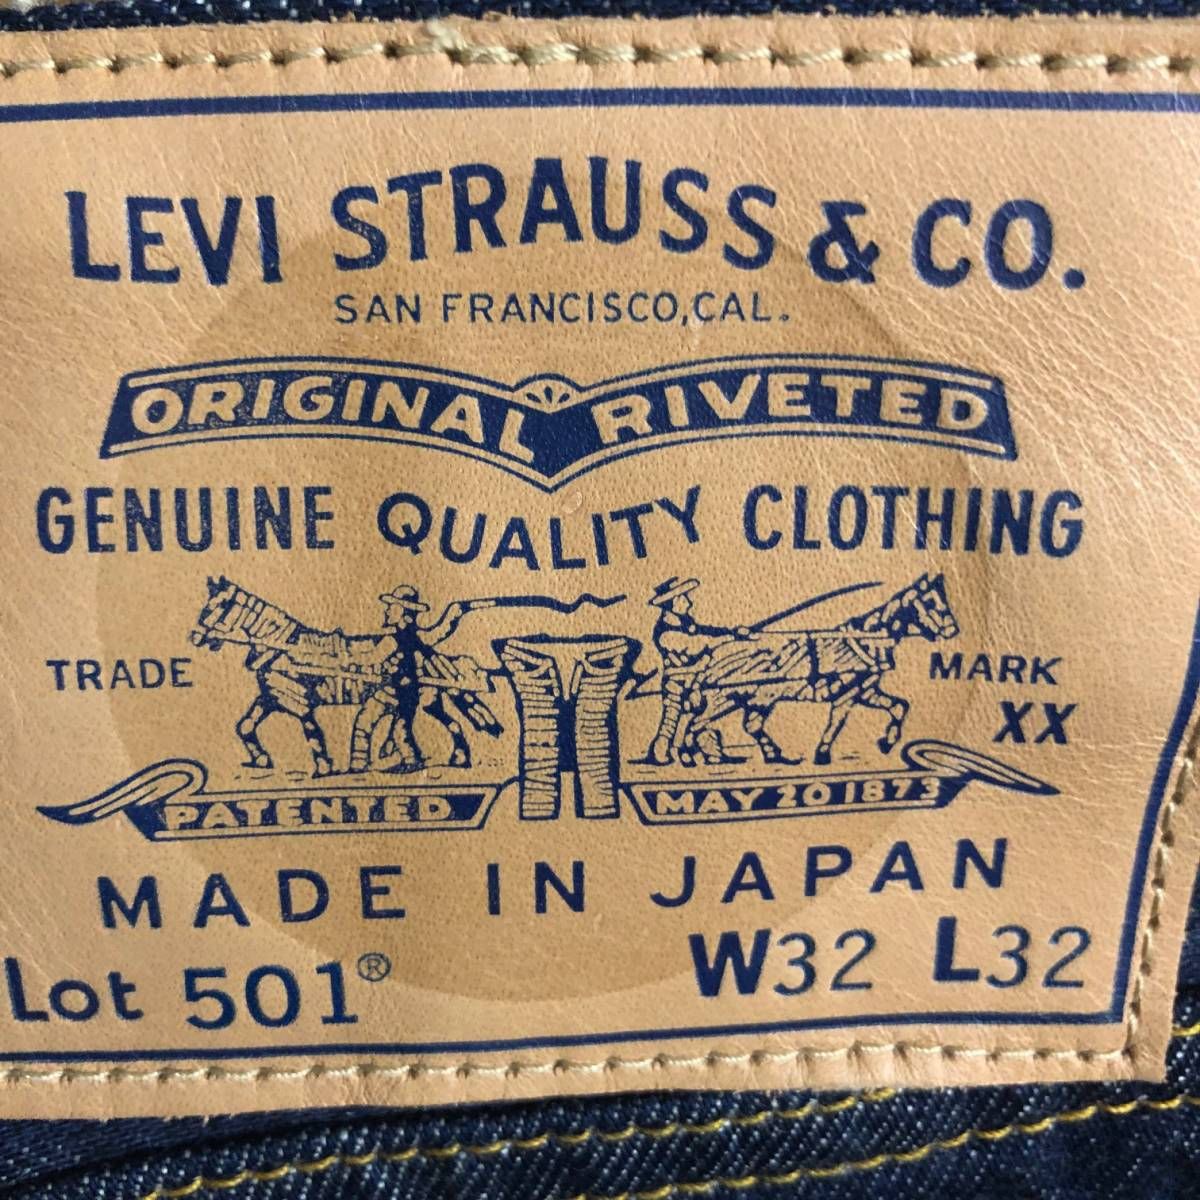 LEVI STRAUSS & CO.
SAN FRANCISCO, CAL.
ORIGINAL RIVETED
GENUINE QUALITY CLOTHING
TRADE MARK
XX
PATENTED MAY 20 1873
MADE IN JAPAN
Lot 501® W32 L32